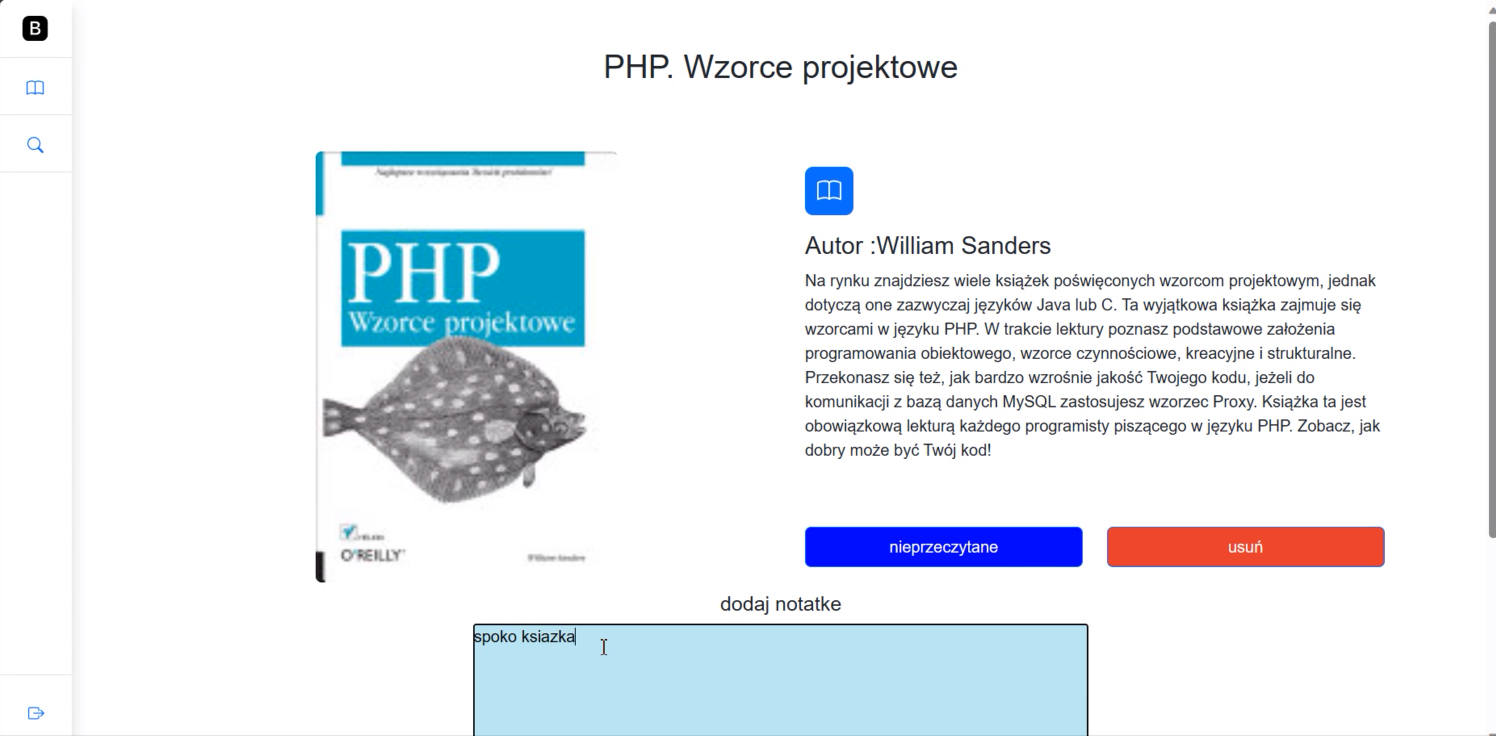 B
PHP. Wzorce projektowe
PHP
Wzorce projektowe
O'REILLY
William Sanders
Autor :William Sanders
Na rynku znajdziesz wiele książek poświęconych wzorcom projektowym, jednak
dotyczą one zazwyczaj języków Java lub C. Ta wyjątkowa książka zajmuje się
wzorcami w języku PHP. W trakcie lektury poznasz podstawowe założenia
programowania obiektowego, wzorce czynnościowe, kreacyjne i strukturalne.
Przekonasz się też, jak bardzo wzrośnie jakość Twojego kodu, jeżeli do
komunikacji z bazą danych MySQL zastosujesz wzorzec Proxy. Książka ta jest
obowiązkową lekturą każdego programisty piszącego w języku PHP. Zobacz, jak
dobry może być Twój kod!
nieprzeczytane
usuń
dodaj notatke
spoko ksiazka